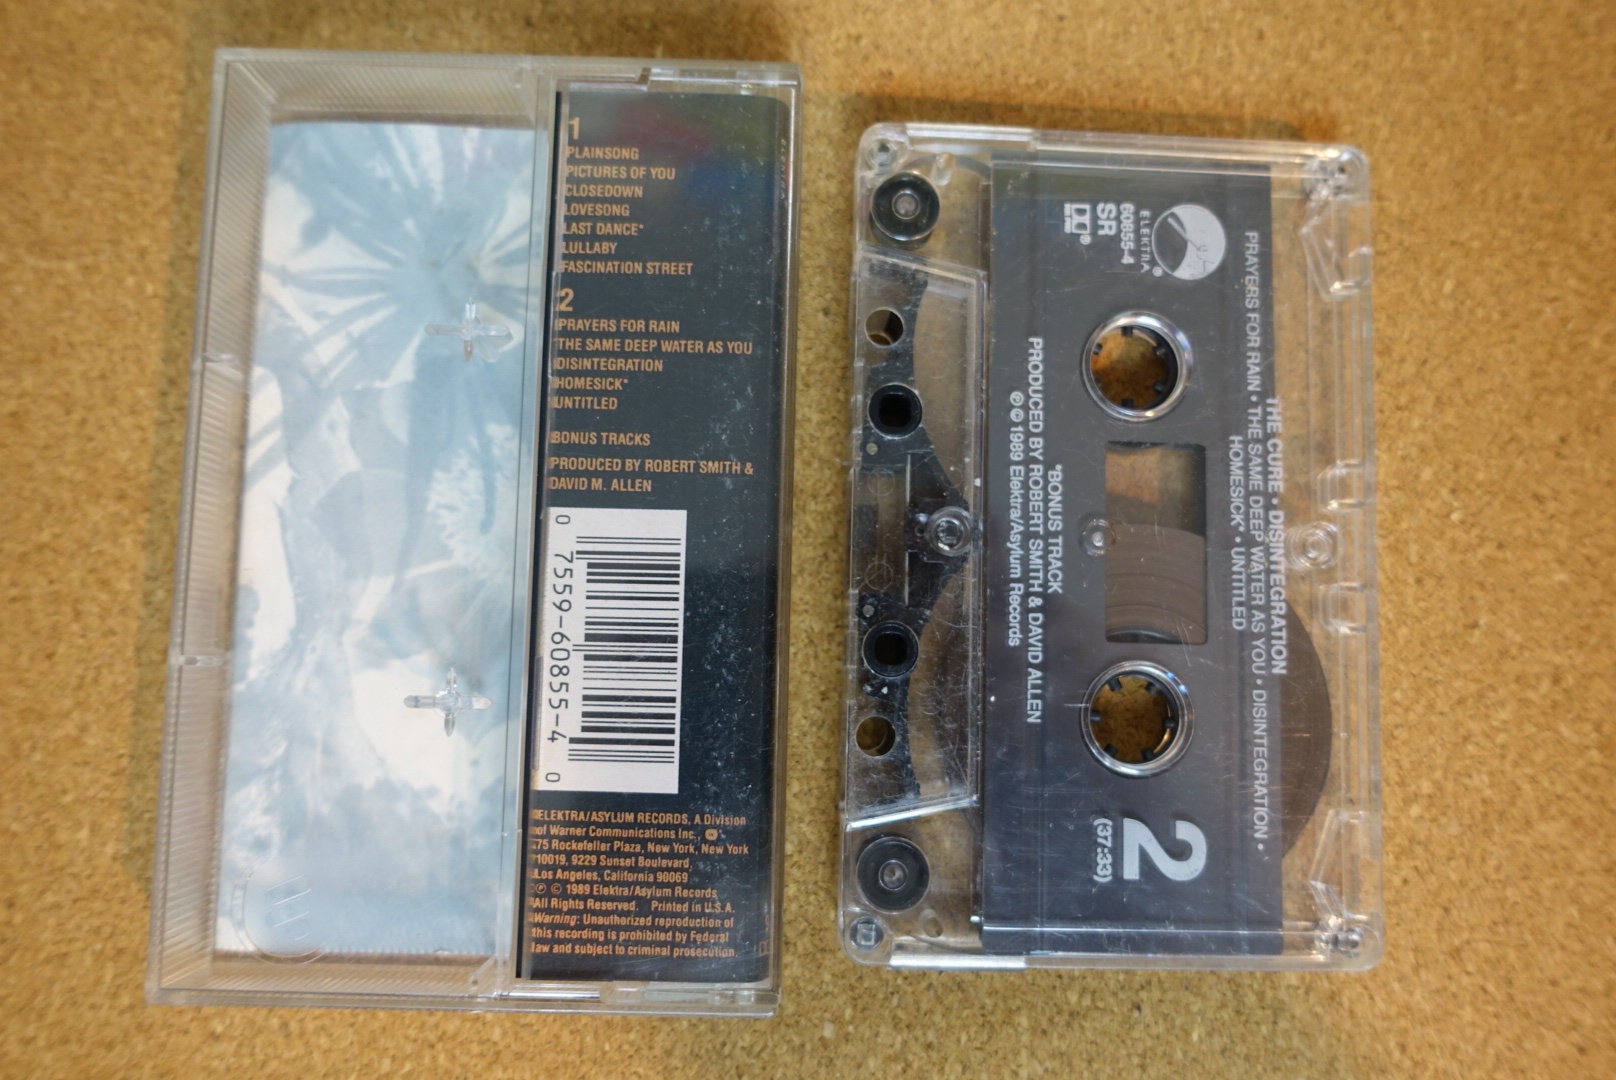 1
PLAINSONG
PICTURES OF YOU
CLOSEDOWN
LOVESONG
LAST DANCE*
LULLABY
FASCINATION STREET
2
PRAYERS FOR RAIN
THE SAME DEEP WATER AS YOU
DISINTEGRATION
HOMESICK*
UNTITLED
BONUS TRACKS
PRODUCED BY ROBERT SMITH &
DAVID M. ALLEN
0 7559-60855-4 0
ELEKTRA/ASYLUM RECORDS, A Division
of Warner Communications Inc.,
75 Rockefeller Plaza, New York, New York
10019, 9229 Sunset Boulevard,
Los Angeles, California 90069
℗ © 1989 Elektra/Asylum Records
All Rights Reserved. Printed in U.S.A.
Warning: Unauthorized reproduction of
this recording is prohibited by Federal
law and subject to criminal prosecution.
THE CURE • DISINTEGRATION
PRAYERS FOR RAIN • THE SAME DEEP WATER AS YOU • DISINTEGRATION •
HOMESICK* • UNTITLED
ELEKTRA®
60855-4
SR
2
(37:33)
*BONUS TRACK
PRODUCED BY ROBERT SMITH & DAVID ALLEN
℗ © 1989 Elektra/Asylum Records